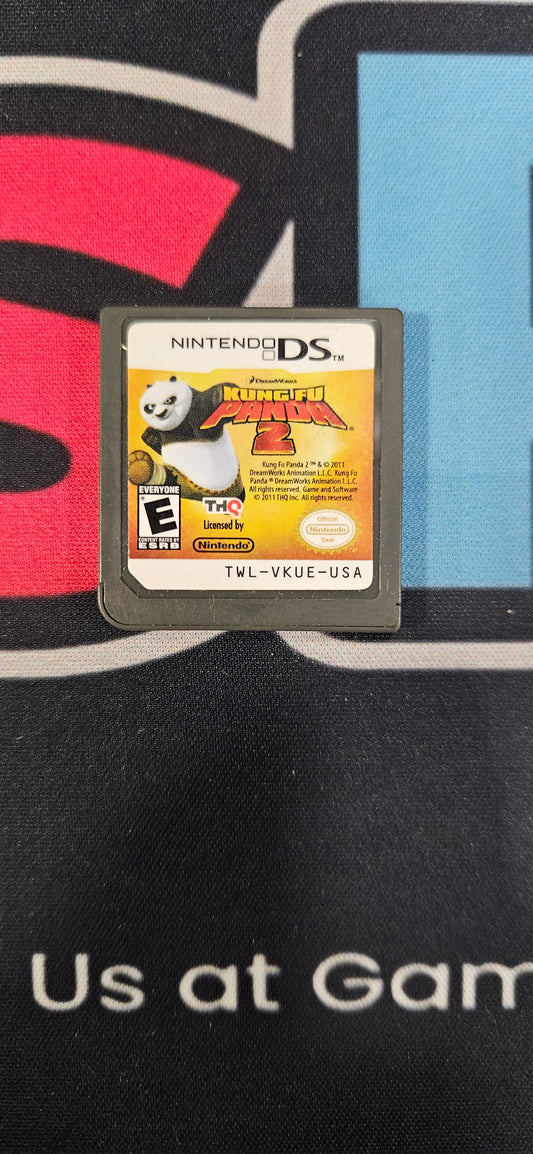 NINTENDO DS™
DREAMWORKS
KUNG FU
PANDA
2
Kung Fu Panda 2 ™ & © 2011
DreamWorks Animation L.L.C. Kung Fu
Panda ® DreamWorks Animation L.L.C.
All rights reserved. Game and Software
© 2011 THQ Inc. All rights reserved.
EVERYONE
E
CONTENT RATED BY
ESRB
THQ
Licensed by
Nintendo®
Official
Nintendo
Seal
TWL-VKUE-USA
Us at Gam